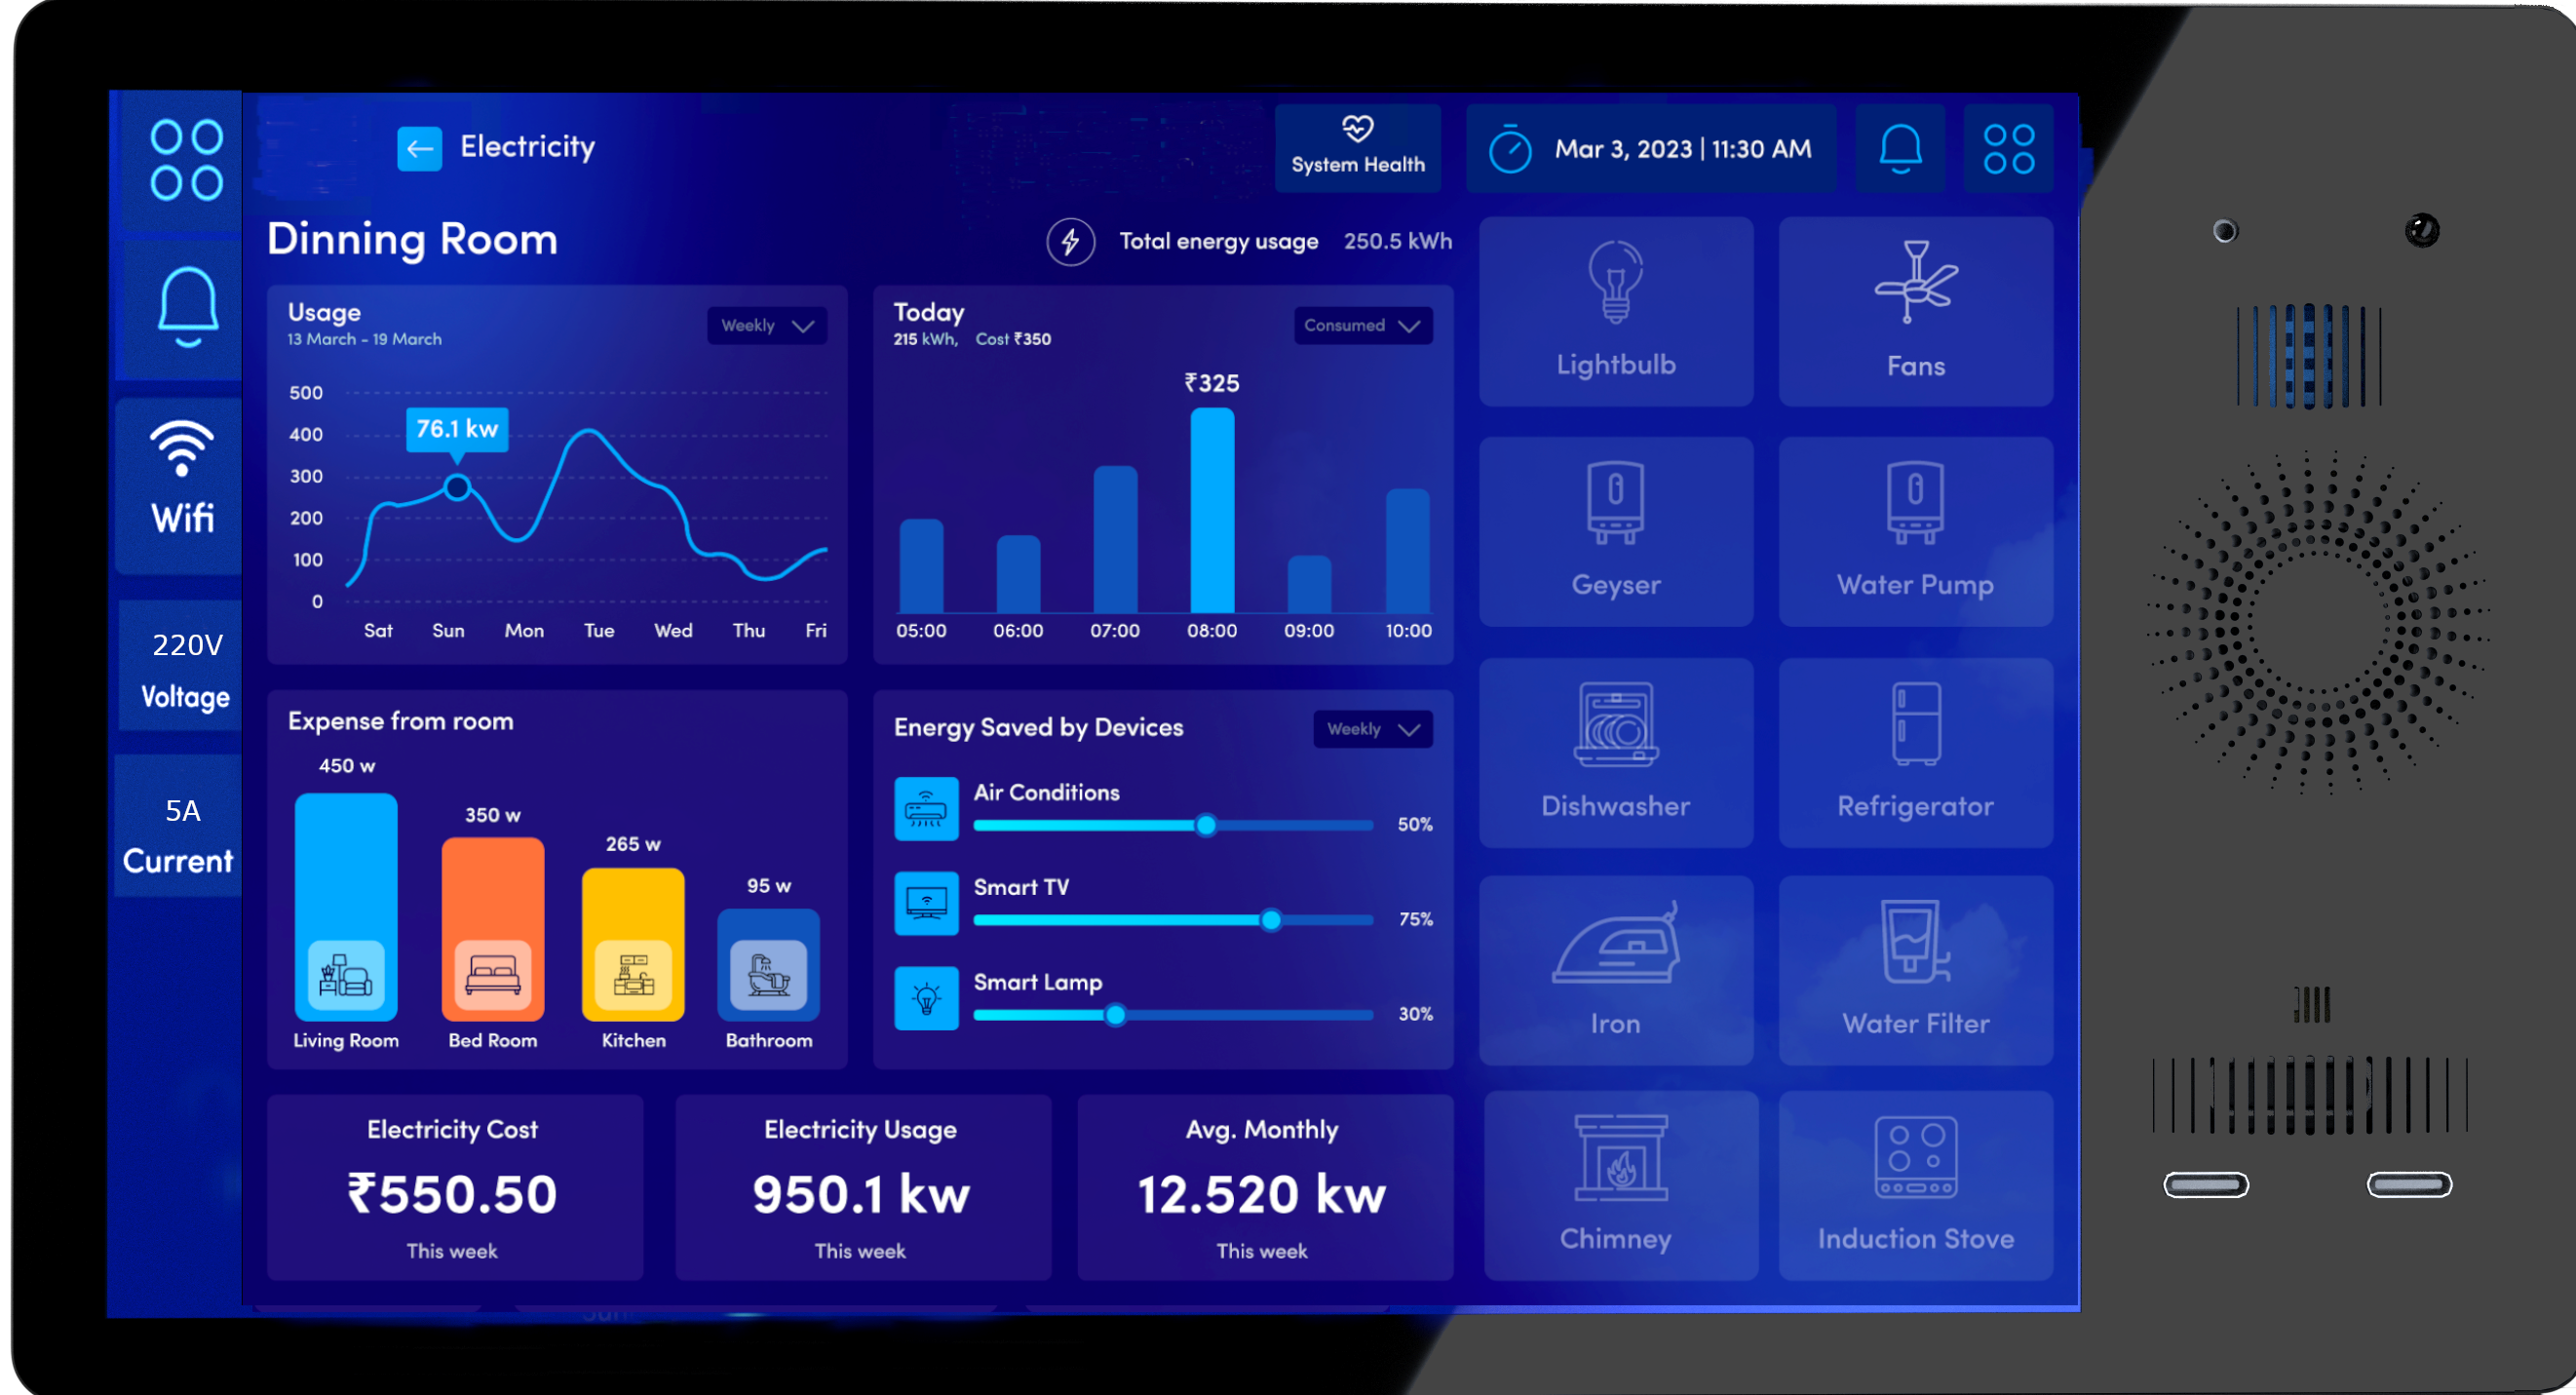 Electricity
System Health
Mar 3, 2023 | 11:30 AM
Dinning Room
Total energy usage 250.5 kWh
Wifi
220V
Voltage
5A
Current
Usage
13 March - 19 March
Weekly
500
400
300
200
100
0
76.1 kw
Sat Sun Mon Tue Wed Thu Fri
Today
215 kWh, Cost ₹350
Consumed
₹325
05:00 06:00 07:00 08:00 09:00 10:00
Expense from room
450 w
350 w
265 w
95 w
Living Room Bed Room Kitchen Bathroom
Energy Saved by Devices
Weekly
Air Conditions
50%
Smart TV
75%
Smart Lamp
30%
Electricity Cost
₹550.50
This week
Electricity Usage
950.1 kw
This week
Avg. Monthly
12.520 kw
This week
Lightbulb
Fans
Geyser
Water Pump
Dishwasher
Refrigerator
Iron
Water Filter
Chimney
Induction Stove